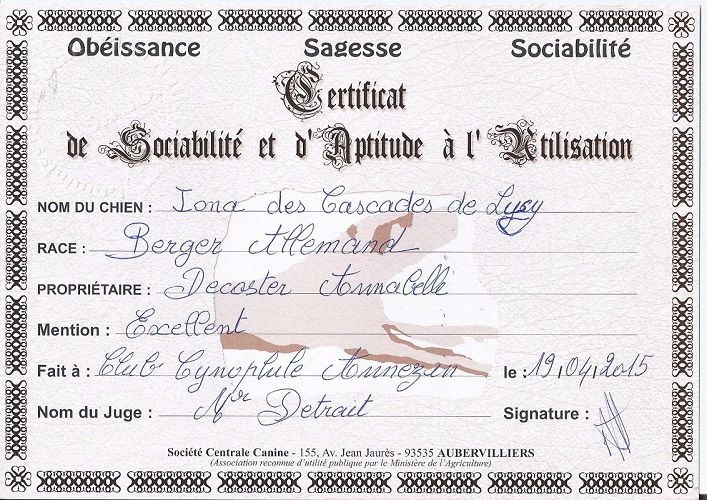 Obéissance Sagesse Sociabilité
Certificat
de Sociabilité et d'Aptitude à l'Utilisation
NOM DU CHIEN : Iona des Cascades de Lysy
RACE : Berger Allemand
PROPRIÉTAIRE : Decoster Annabelle
Mention : Excellent
Fait à : Club Cynophile Annezin le : 19,04,2015
Nom du Juge : Mr Detrait Signature :
Société Centrale Canine - 155, Av. Jean Jaurès - 93535 AUBERVILLIERS
(Association reconnue d'utilité publique par le Ministère de l'Agriculture)